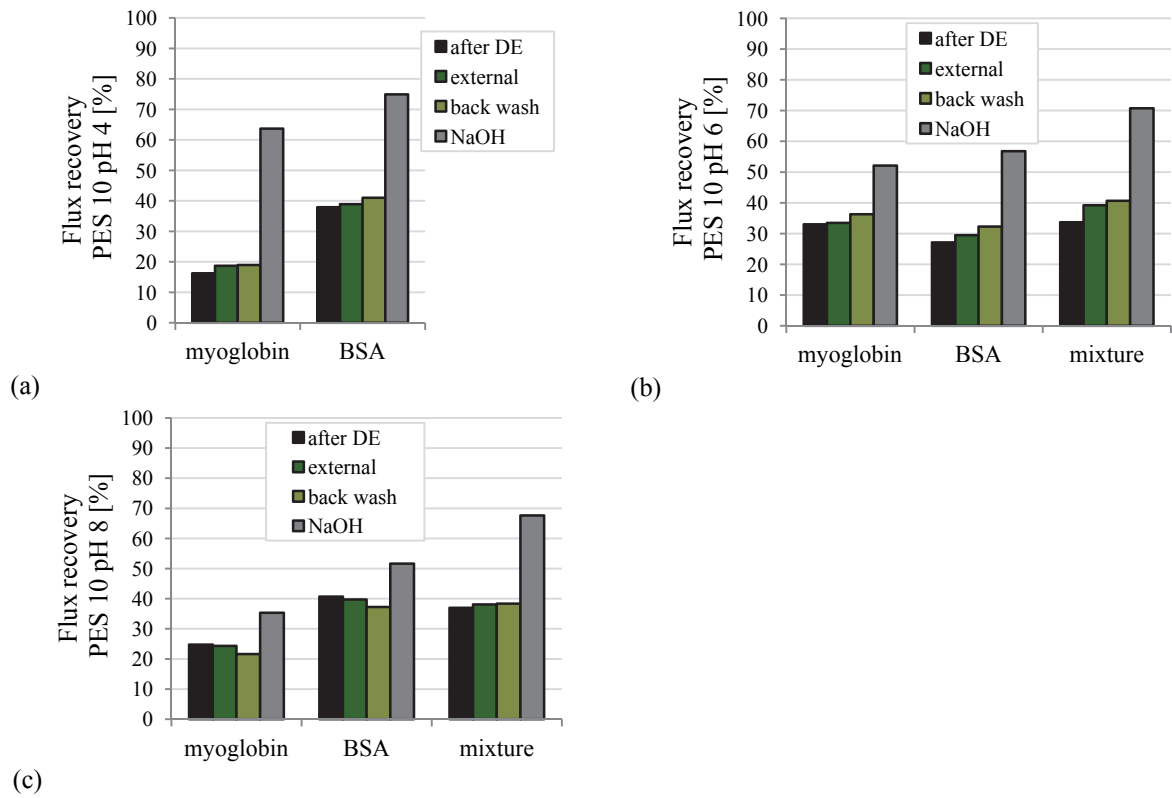 100
90
80
70
60
50
40
30
20
10
0
Flux recovery
PES 10 pH 4 [%]
after DE
external
back wash
NaOH
myoglobin BSA
(a)
100
90
80
70
60
50
40
30
20
10
0
Flux recovery
PES 10 pH 6 [%]
after DE
external
back wash
NaOH
myoglobin BSA mixture
(b)
100
90
80
70
60
50
40
30
20
10
0
Flux recovery
PES 10 pH 8 [%]
after DE
external
back wash
NaOH
myoglobin BSA mixture
(c)